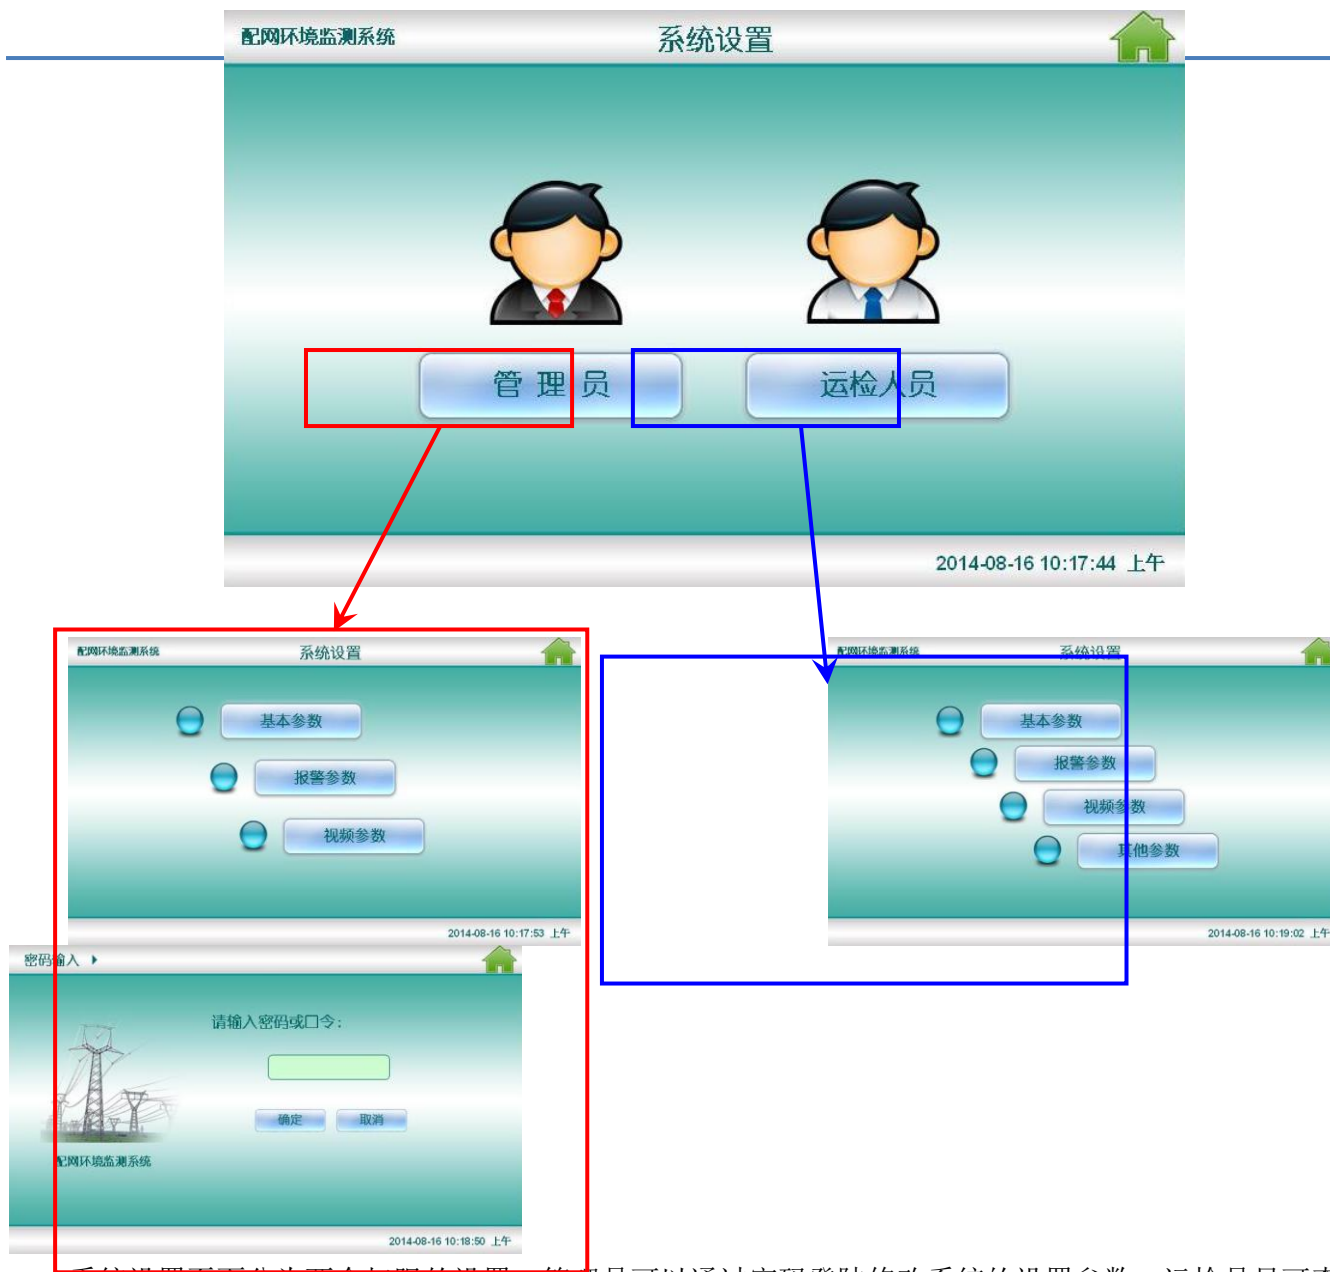 配网环境监测系统
系统设置
管 理 员
运检人员
2014-08-16 10:17:44 上午
配网环境监测系统
系统设置
基本参数
报警参数
视频参数
2014-08-16 10:17:53 上午
配网环境监测系统
系统设置
基本参数
报警参数
视频参数
其他参数
2014-08-16 10:19:02 上午
密码输入
请输入密码或口令:
确定
取消
配网环境监测系统
2014-08-16 10:18:50 上午